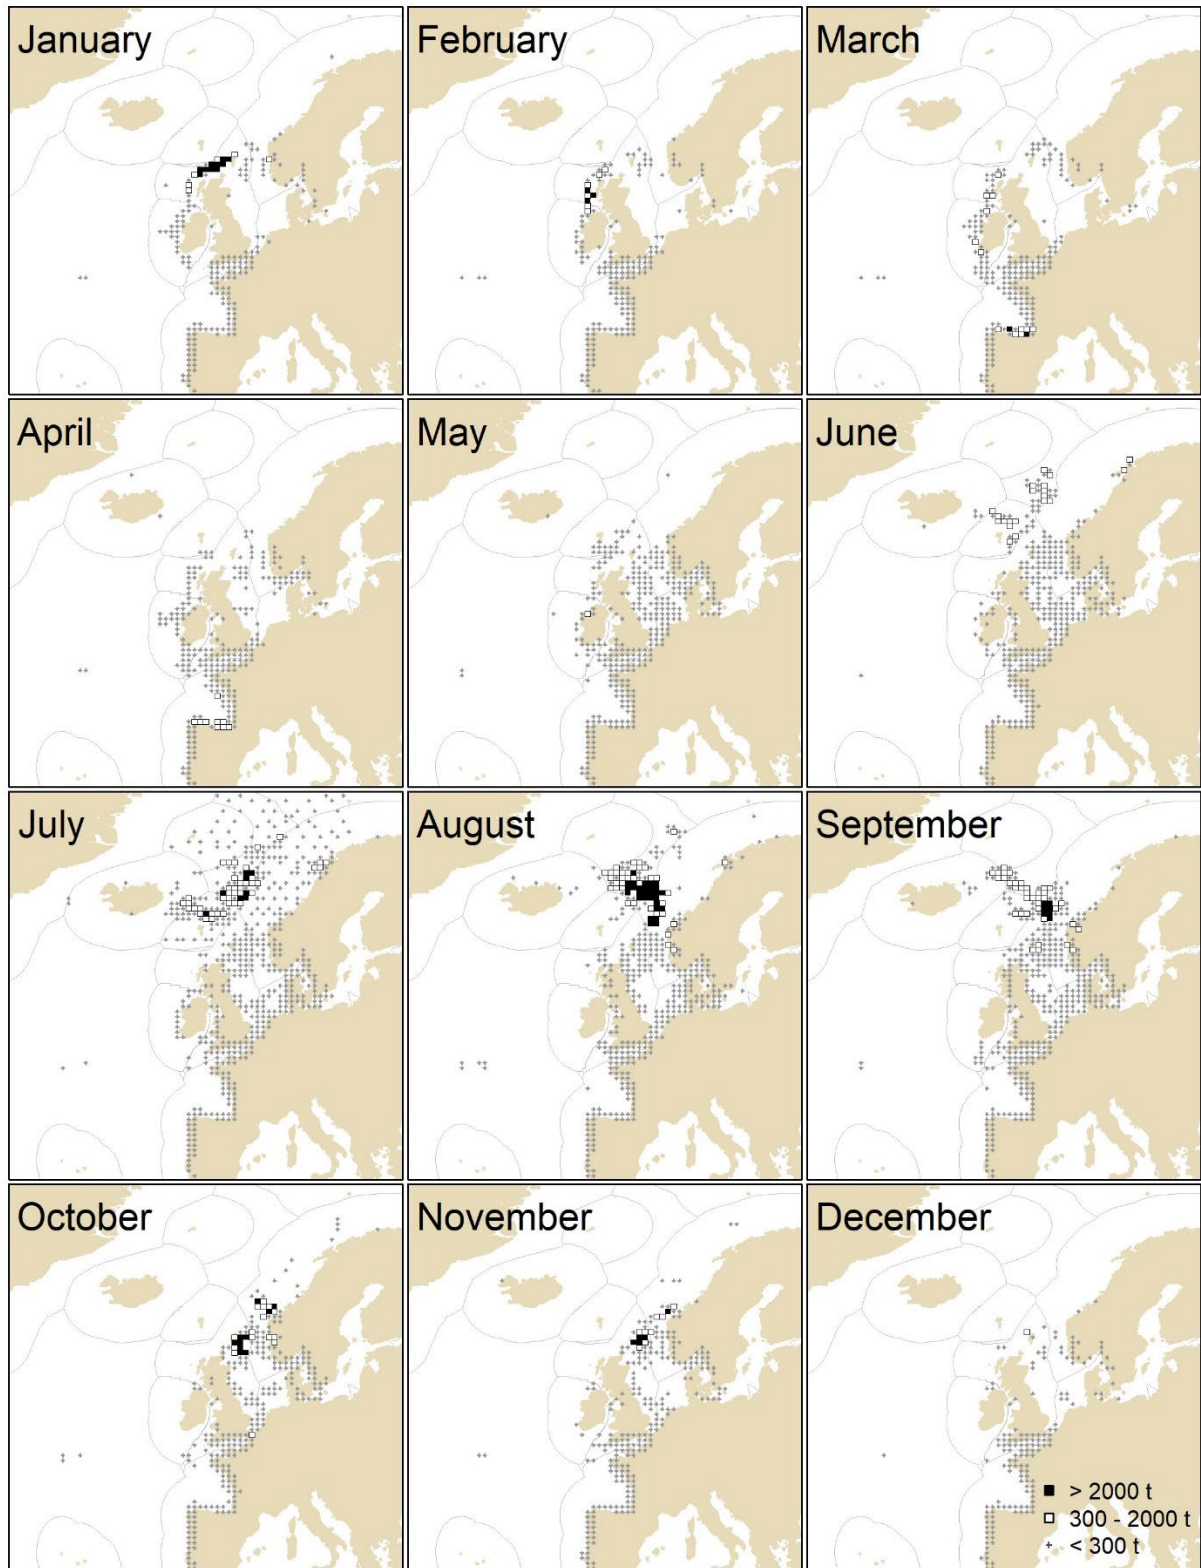 January
February
March
April
May
June
July
August
September
October
November
December
> 2000 t
300 - 2000 t
< 300 t